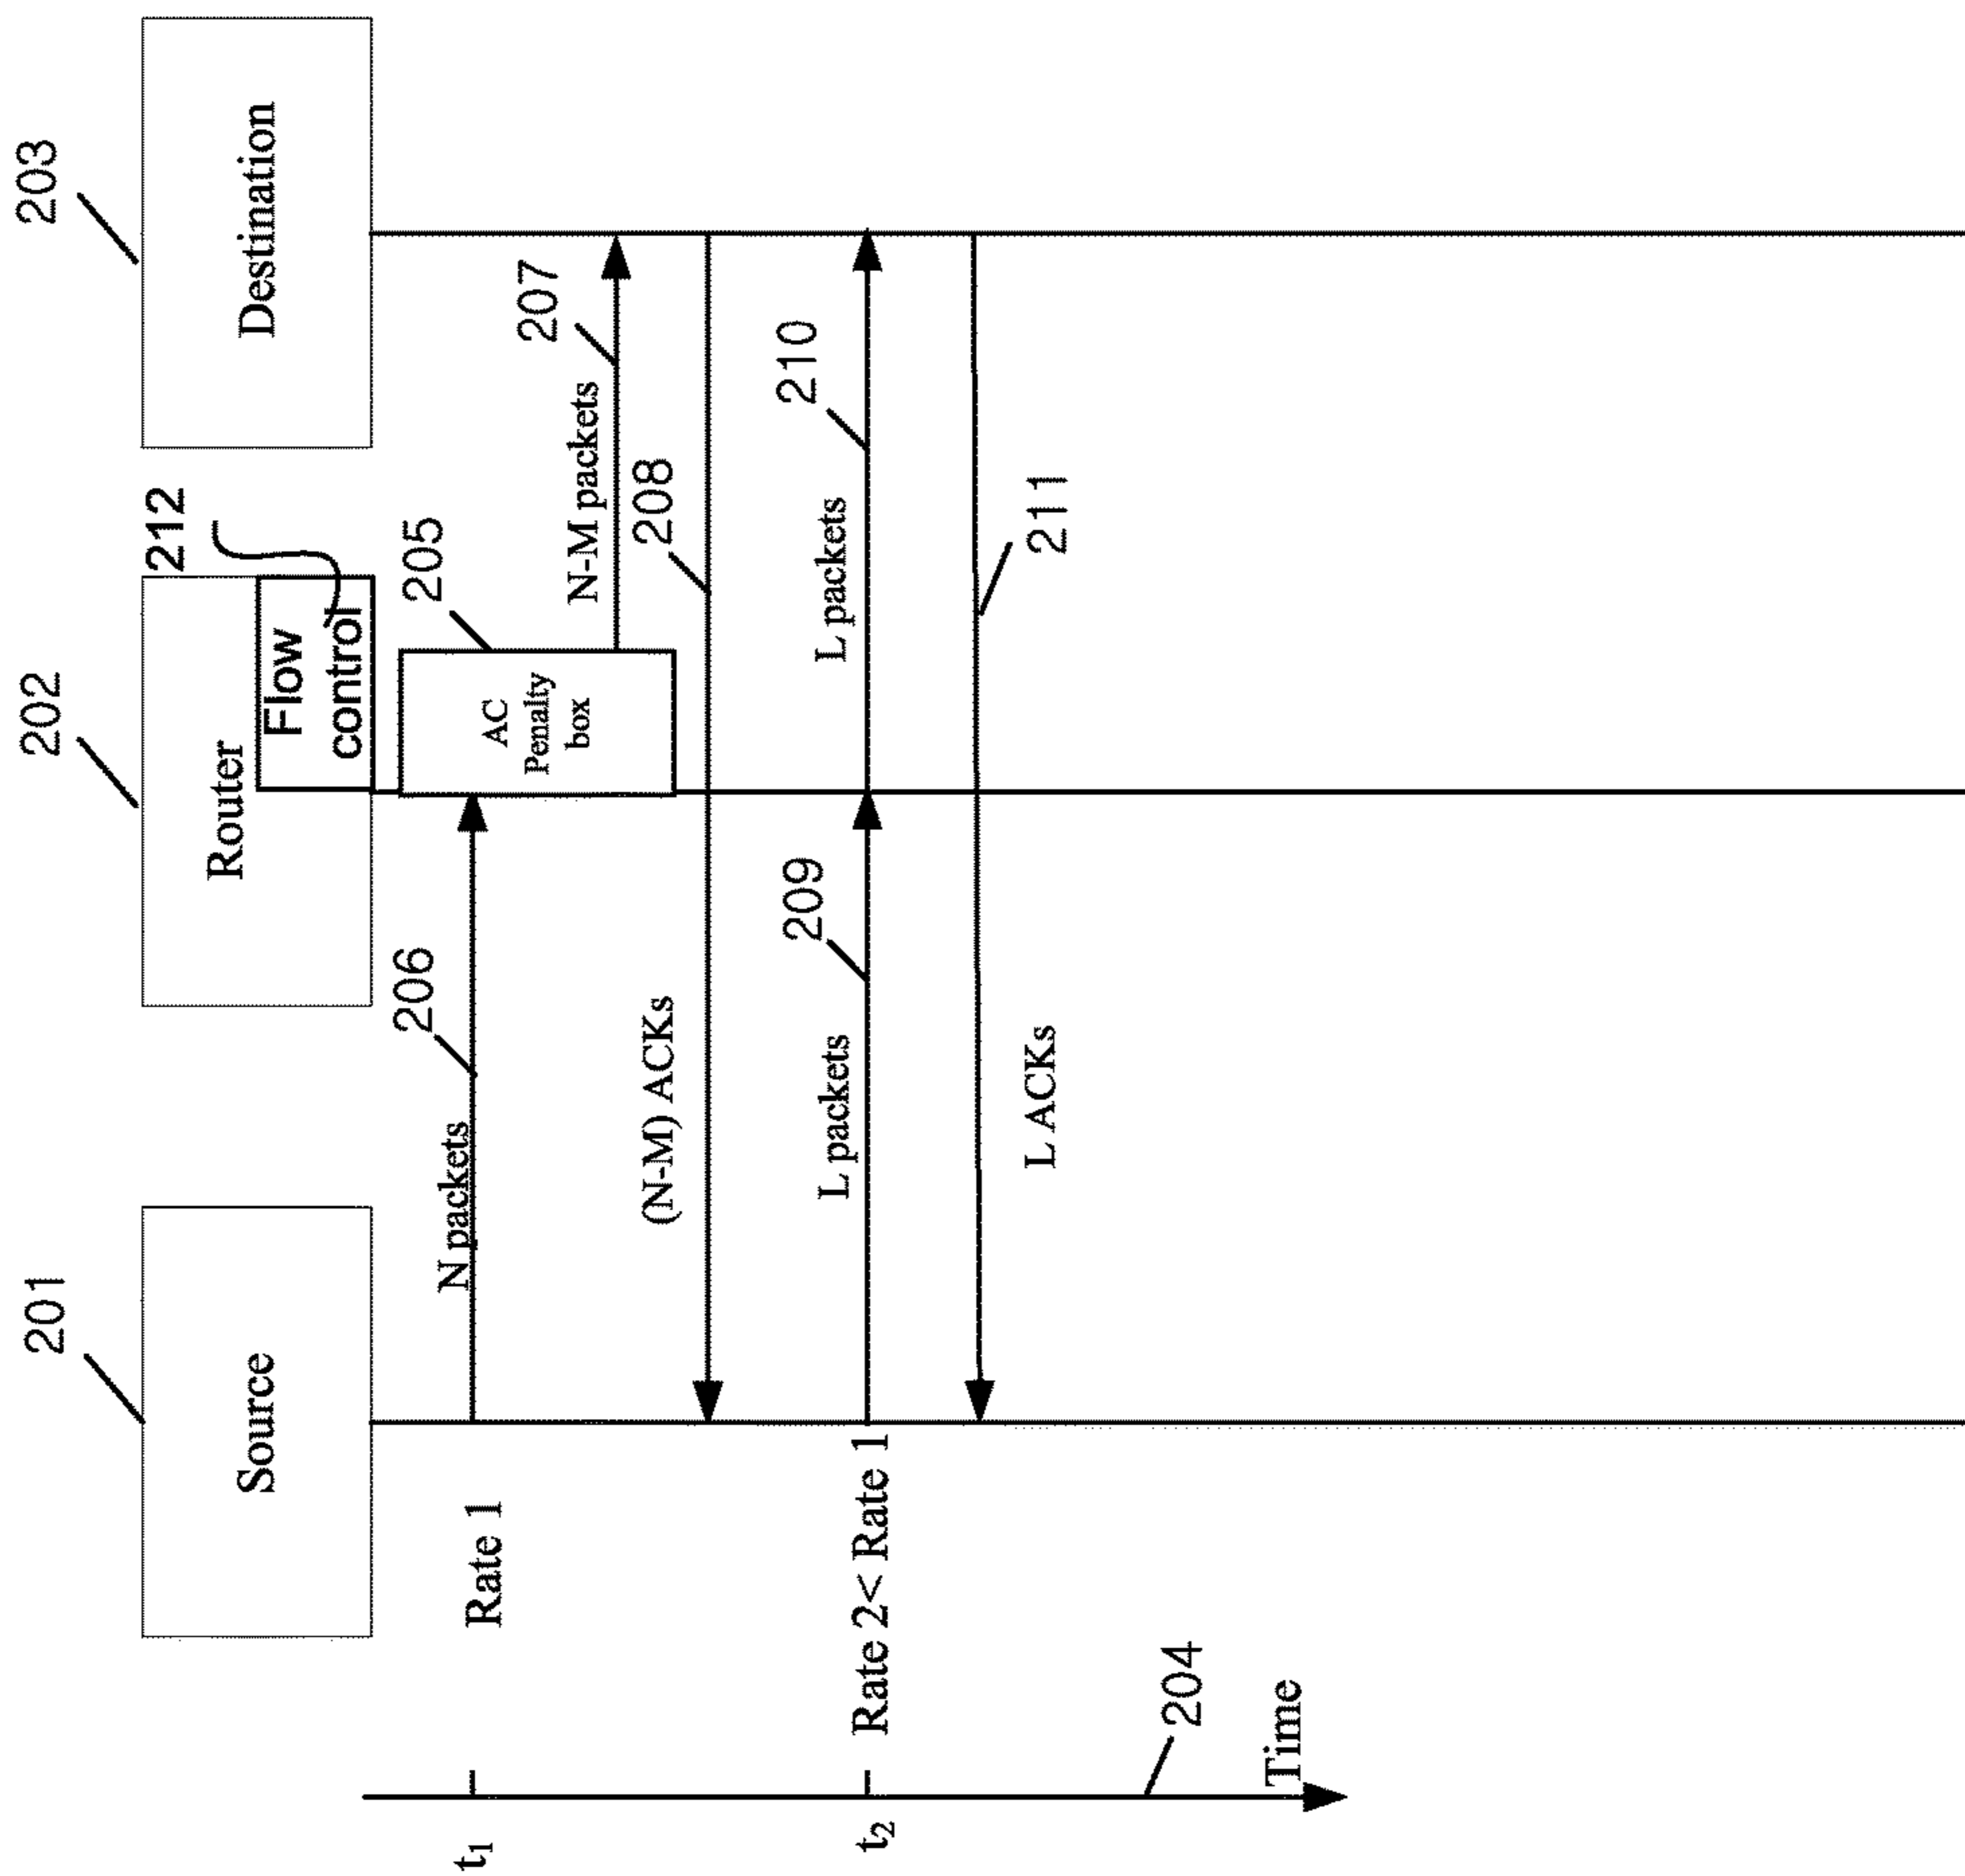 201
202
203
212
Source
Router
Flow
control
Destination
t1
Rate 1
N packets
206
205
AC
Penalty
box
N-M packets
207
(N-M) ACKs
208
t2
Rate 2< Rate 1
L packets
209
L packets
210
L ACKs
211
204
Time